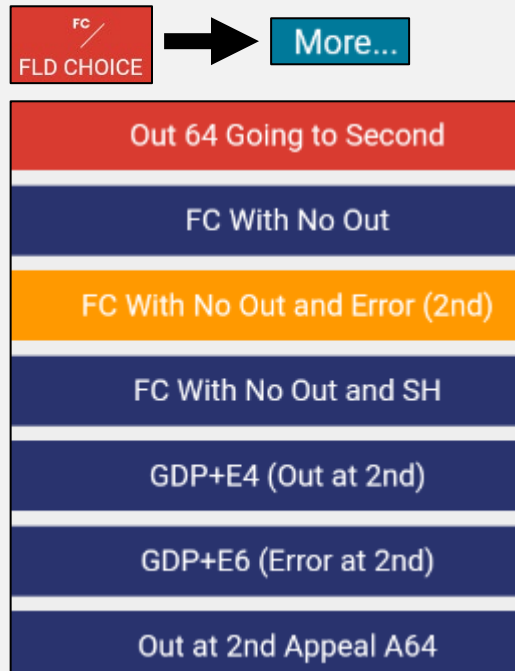 FC
FLD CHOICE
More...
Out 64 Going to Second
FC With No Out
FC With No Out and Error (2nd)
FC With No Out and SH
GDP+E4 (Out at 2nd)
GDP+E6 (Error at 2nd)
Out at 2nd Appeal A64